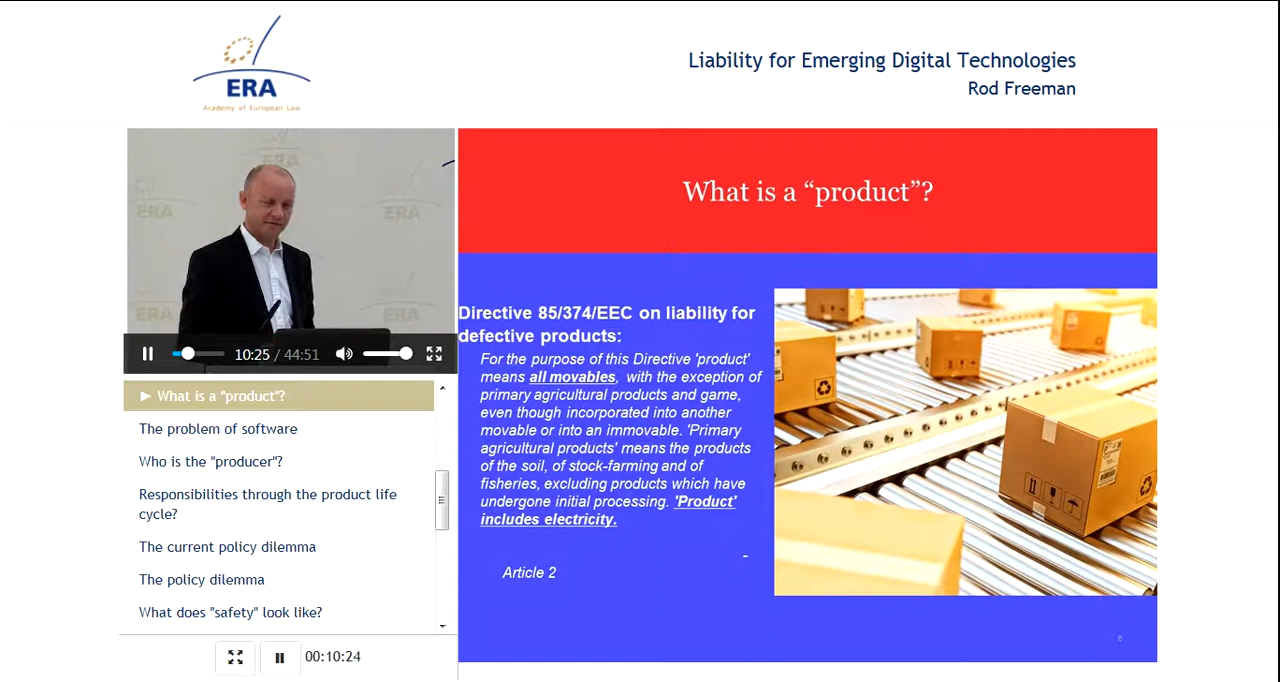 ERA
Academy of European Law
Liability for Emerging Digital Technologies
Rod Freeman
ERA
ERA
ERA
ERA
ERA
10:25 / 44:51
► What is a "product"?
The problem of software
Who is the "producer"?
Responsibilities through the product life
cycle?
The current policy dilemma
The policy dilemma
What does "safety" look like?
00:10:24
What is a “product”?
Directive 85/374/EEC on liability for
defective products:
For the purpose of this Directive 'product'
means all movables, with the exception of
primary agricultural products and game,
even though incorporated into another
movable or into an immovable. 'Primary
agricultural products' means the products
of the soil, of stock-farming and of
fisheries, excluding products which have
undergone initial processing. 'Product'
includes electricity.
-
Article 2